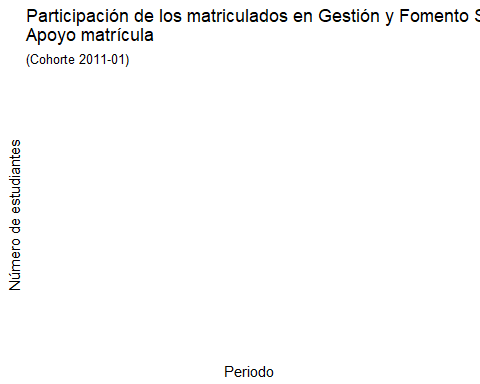 Participación de los matriculados en Gestión y Fomento
Apoyo matrícula
(Cohorte 2011-01)
Número de estudiantes
Periodo